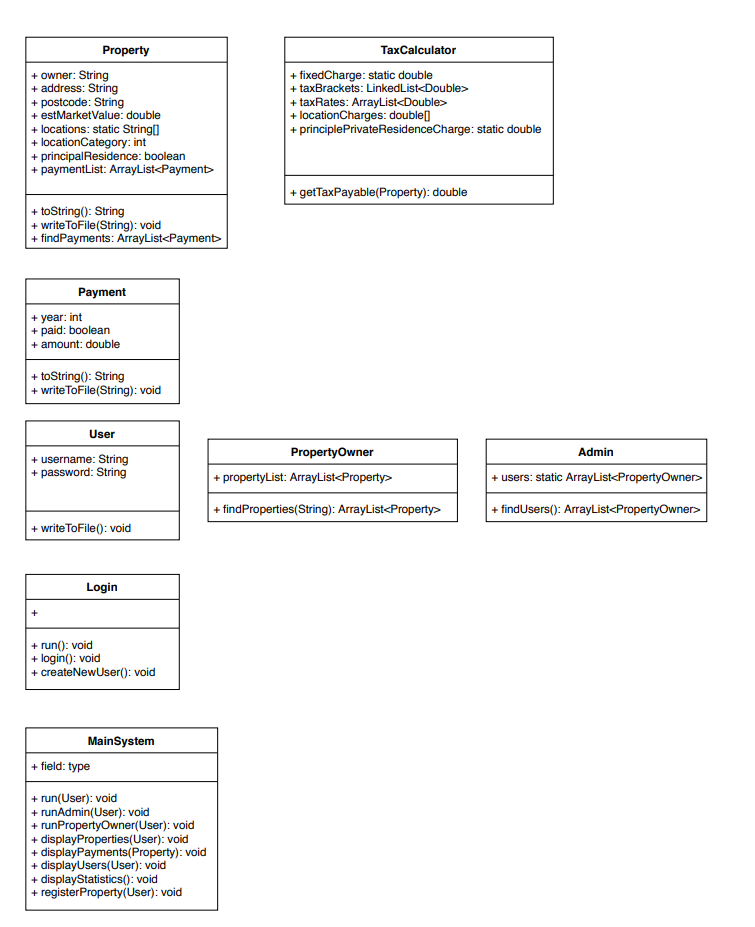 Property
+ owner: String
+ address: String
+ postcode: String
+ estMarketValue: double
+ locations: static String[]
+ locationCategory: int
+ principalResidence: boolean
+ paymentList: ArrayList<Payment>
+ toString(): String
+ writeToFile(String): void
+ findPayments: ArrayList<Payment>
TaxCalculator
+ fixedCharge: static double
+ taxBrackets: LinkedList<Double>
+ taxRates: ArrayList<Double>
+ locationCharges: double[]
+ principlePrivateResidenceCharge: static double
+ getTaxPayable(Property): double
Payment
+ year: int
+ paid: boolean
+ amount: double
+ toString(): String
+ writeToFile(String): void
User
+ username: String
+ password: String
+ writeToFile(): void
PropertyOwner
+ propertyList: ArrayList<Property>
+ findProperties(String): ArrayList<Property>
Admin
+ users: static ArrayList<PropertyOwner>
+ findUsers(): ArrayList<PropertyOwner>
Login
+
+ run(): void
+ login(): void
+ createNewUser(): void
MainSystem
+ field: type
+ run(User): void
+ runAdmin(User): void
+ runPropertyOwner(User): void
+ displayProperties(User): void
+ displayPayments(Property): void
+ displayUsers(User): void
+ displayStatistics(): void
+ registerProperty(User): void